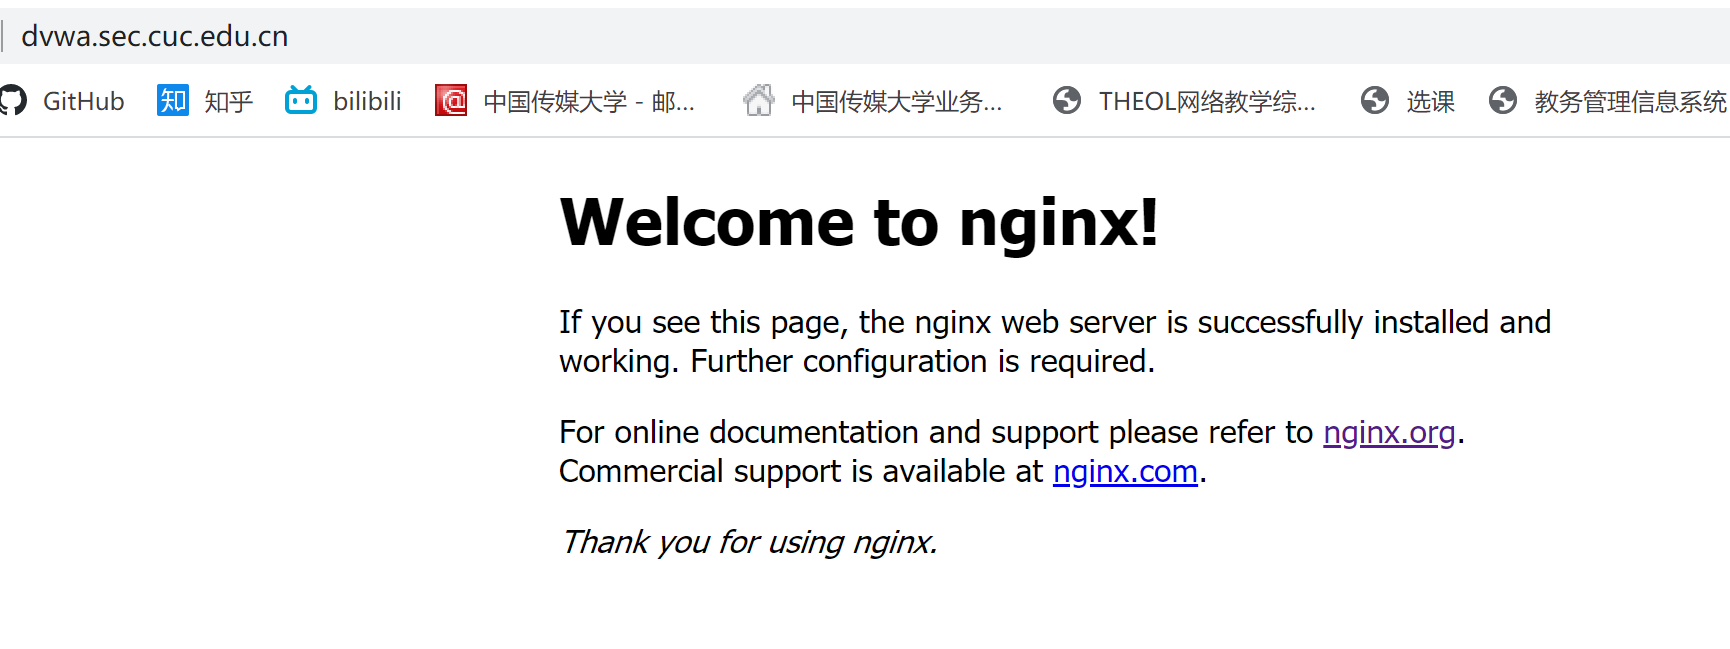 dvwa.sec.cuc.edu.cn
GitHub 知 知乎 bilibili @ 中国传媒大学 - 邮... 中国传媒大学业务... THEOL网络教学综... 选课 教务管理信息系统
Welcome to nginx!
If you see this page, the nginx web server is successfully installed and
working. Further configuration is required.
For online documentation and support please refer to nginx.org.
Commercial support is available at nginx.com.
Thank you for using nginx.